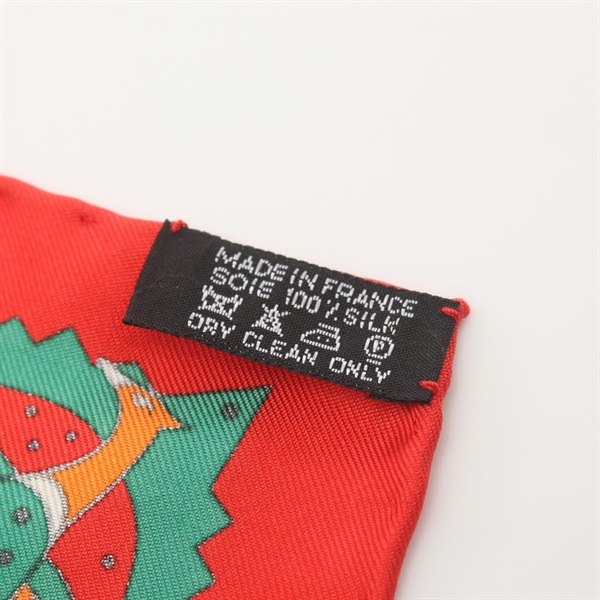 MADE IN FRANCE
SOIE 100% SILK
P
DRY CLEAN ONLY